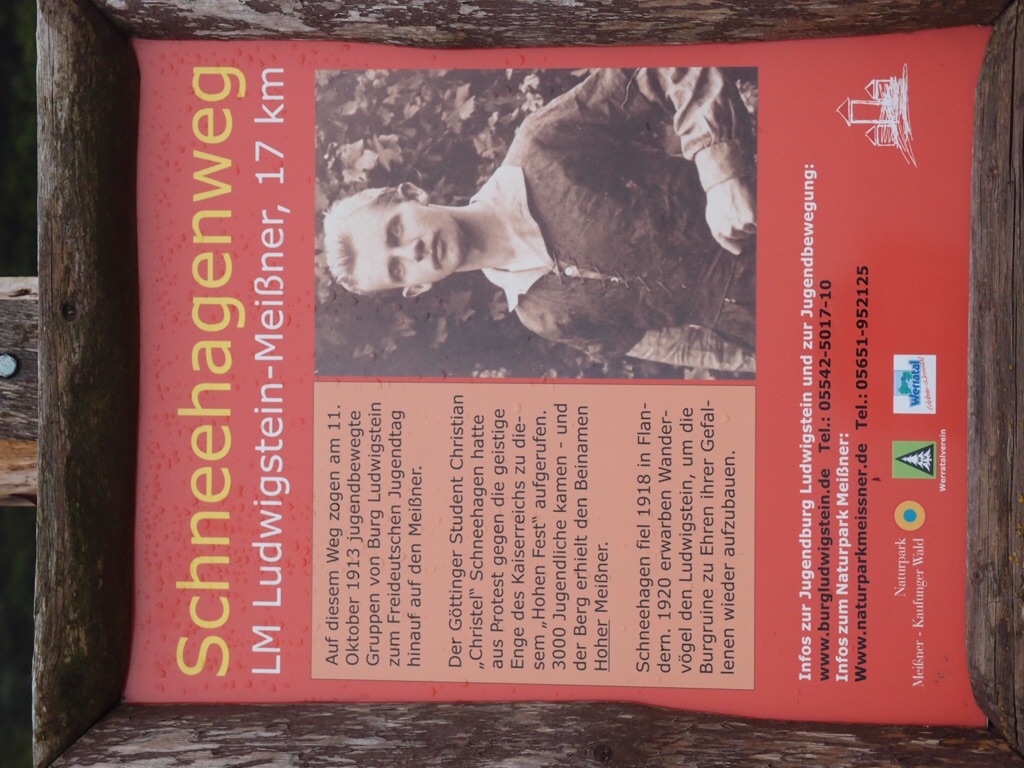 Schneehagenweg
LM Ludwigstein-Meißner, 17 km
Auf diesem Weg zogen am 11.
Oktober 1913 jugendbewegte
Gruppen von Burg Ludwigstein
zum Freideutschen Jugendtag
hinauf auf den Meißner.
Der Göttinger Student Christian
„Christel“ Schneehagen hatte
aus Protest gegen die geistige
Enge des Kaiserreichs zu die-
sem „Hohen Fest“ aufgerufen.
3000 Jugendliche kamen - und
der Berg erhielt den Beinamen
Hoher Meißner.
Schneehagen fiel 1918 in Flan-
dern. 1920 erwarben Wander-
vögel den Ludwigstein, um die
Burgruine zu Ehren ihrer Gefal-
lenen wieder aufzubauen.
Infos zur Jugendburg Ludwigstein und zur Jugendbewegung:
www.burgludwigstein.de Tel.: 05542-5017-10
Infos zum Naturpark Meißner:
Www.naturparkmeissner.de Tel.: 05651-952125
Naturpark
Meißner - Kaufunger Wald
Werratalverein
Werratal